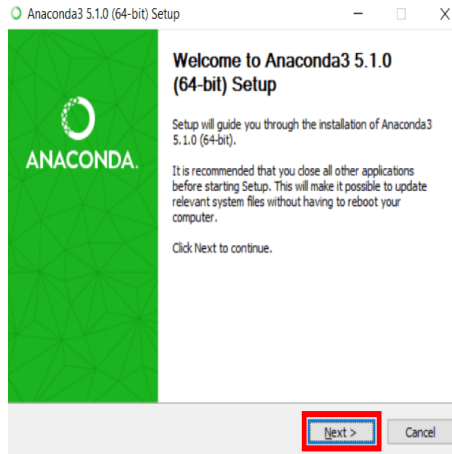 Anaconda3 5.1.0 (64-bit) Setup
Welcome to Anaconda3 5.1.0
(64-bit) Setup
Setup will guide you through the installation of Anaconda3
5.1.0 (64-bit).
It is recommended that you close all other applications
before starting Setup. This will make it possible to update
relevant system files without having to reboot your
computer.
Click Next to continue.
ANACONDA.
Next >
Cancel